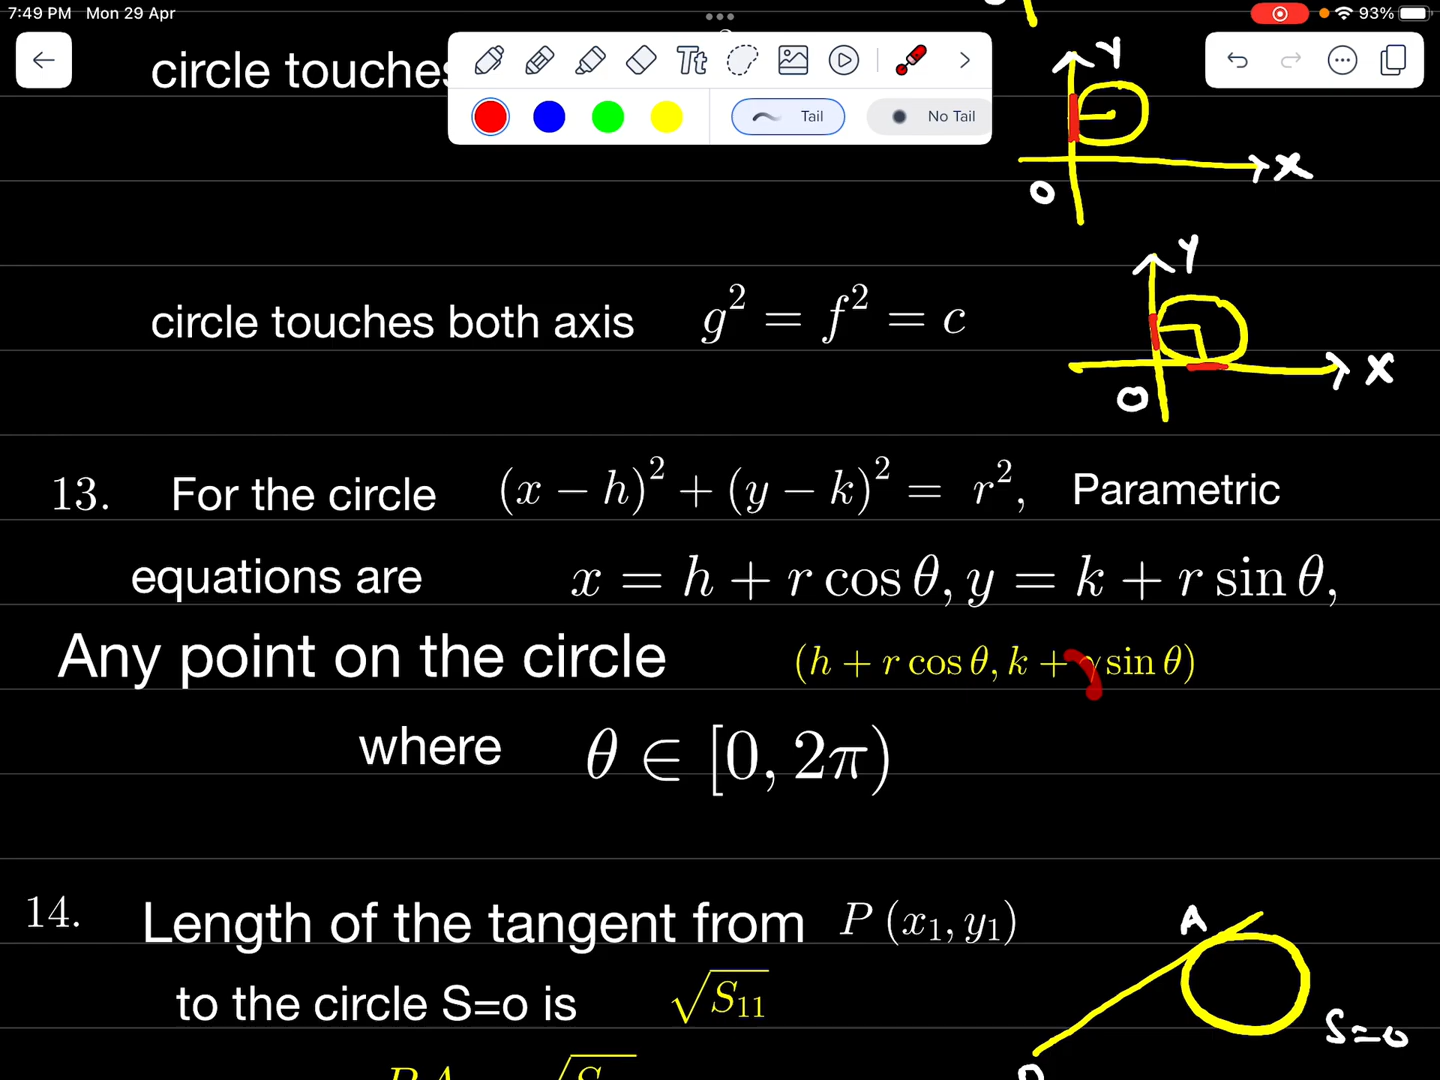 7:49 PM Mon 29 Apr
93%
circle touches
Tt
Tail
No Tail
Y
X
O
circle touches both axis g² = f² = c
Y
X
O
13. For the circle (x − h)² + (y − k)² = r², Parametric
equations are x = h + r cos θ, y = k + r sin θ,
Any point on the circle (h + r cos θ, k + r sin θ)
where θ ∈ [0, 2π)
14. Length of the tangent from P (x₁, y₁)
to the circle S=o is √S₁₁
A
S=0